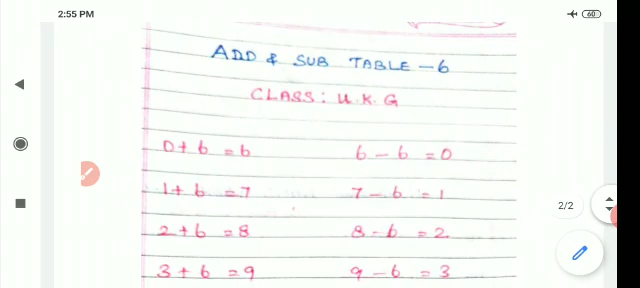 2:55 PM
60
ADD & SUB TABLE - 6
CLASS: U.K.G
0+6 = 6 6-6 = 0
1+6 = 7 7-6 = 1
2/2
2+6 = 8 8-6 = 2
3+6 = 9 9-6 = 3